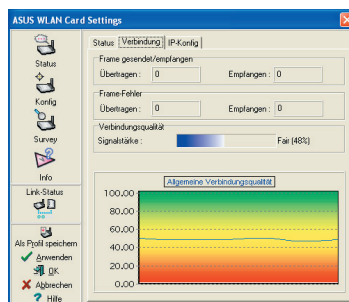 ASUS WLAN Card Settings
Status
Konfig
Survey
Info
Link-Status
Als Profil speichern
Anwenden
OK
Abbrechen
Hilfe
Status Verbindung IP-Konfig
Frame gesendet/empfangen
Übertragen : 0 Empfangen : 0
Frame-Fehler
Übertragen : 0 Empfangen : 0
Verbindungsqualität
Signalstärke : Fair (48%)
Allgemeine Verbindungsqualität
100.00
80.00
60.00
40.00
20.00
0.00